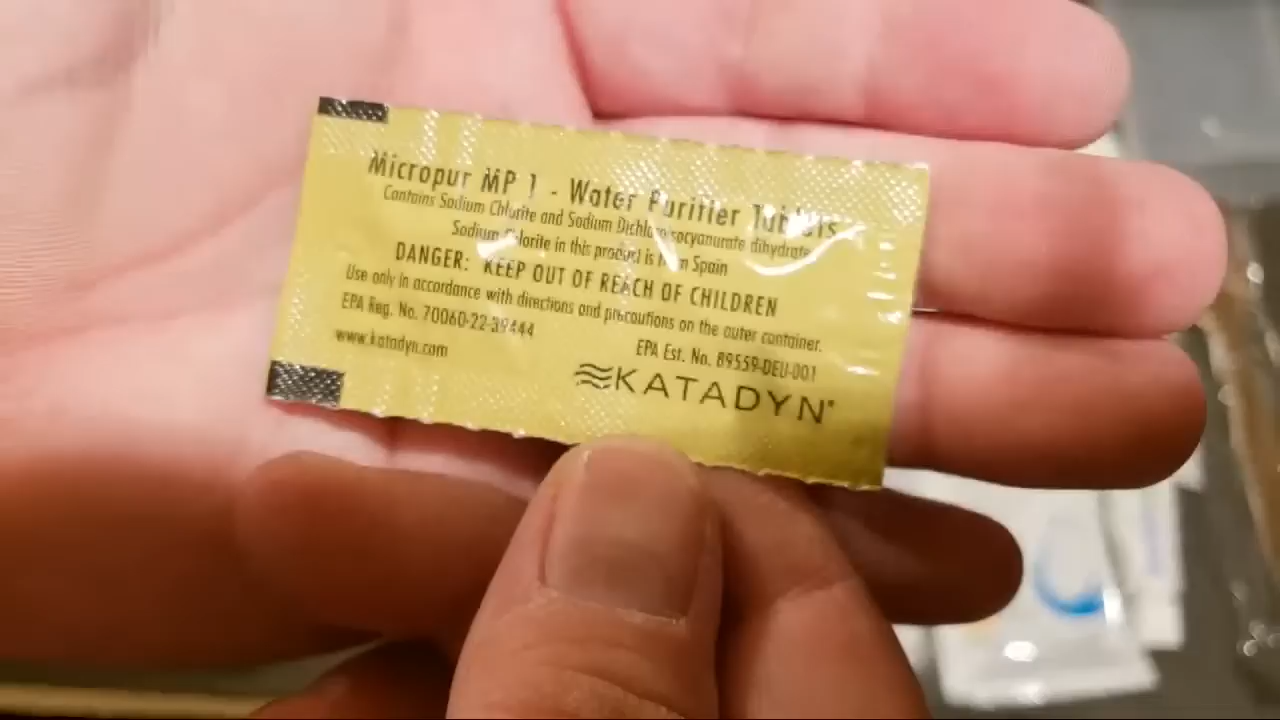 Micropur MP 1 - Water Purifier Tablets
Contains Sodium Chlorite and Sodium Dichloroisocyanurate dihydrate
Sodium Chlorite in this product is from Spain
DANGER: KEEP OUT OF REACH OF CHILDREN
Use only in accordance with directions and precautions on the outer container.
EPA Reg. No. 70060-22-39444
EPA Est. No. 89559-DEU-001
www.katadyn.com
KATADYN®